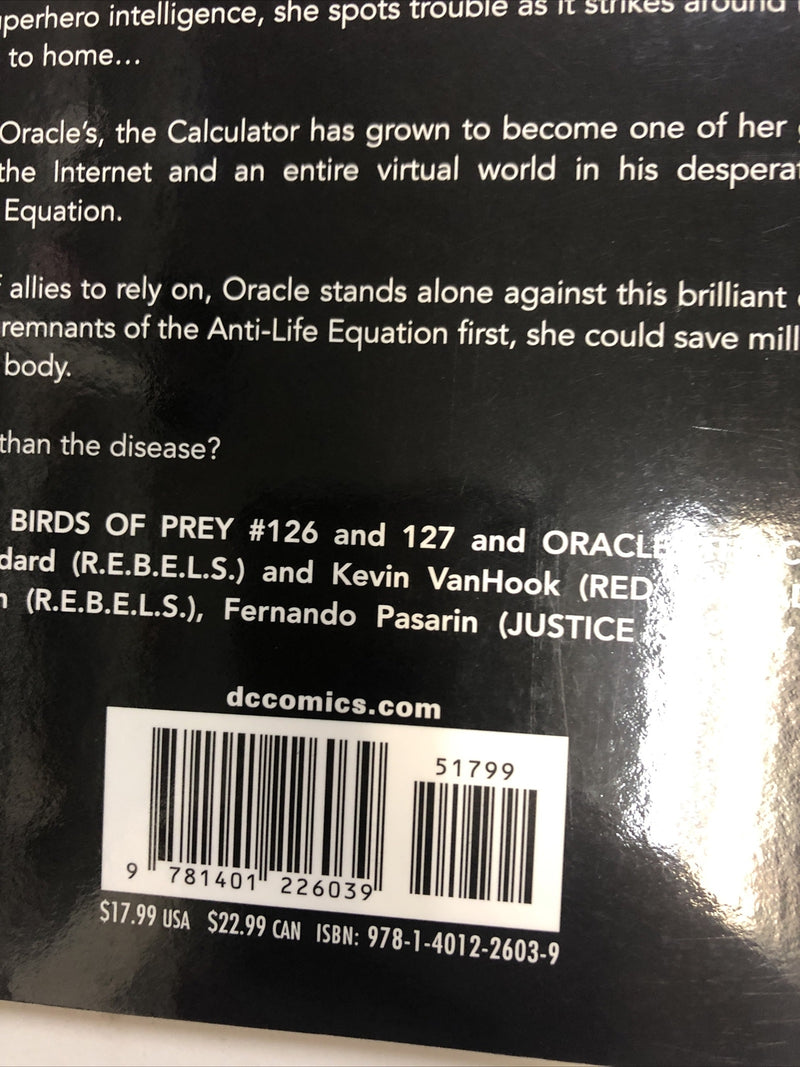 superhero intelligence, she spots trouble as it strikes around
to home...
Oracle's, the Calculator has grown to become one of her
the Internet and an entire virtual world in his
Equation.
allies to rely on, Oracle stands alone against this brilliant
remnants of the Anti-Life Equation first, she could save
body.
than the disease?
BIRDS OF PREY #126 and 127 and ORACLE
(R.E.B.E.L.S.) and Kevin VanHook (RED
(R.E.B.E.L.S.), Fernando Pasarin (JUSTICE
dccomics.com
51799
9 781401 226039
$17.99 USA $22.99 CAN ISBN: 978-1-4012-2603-9